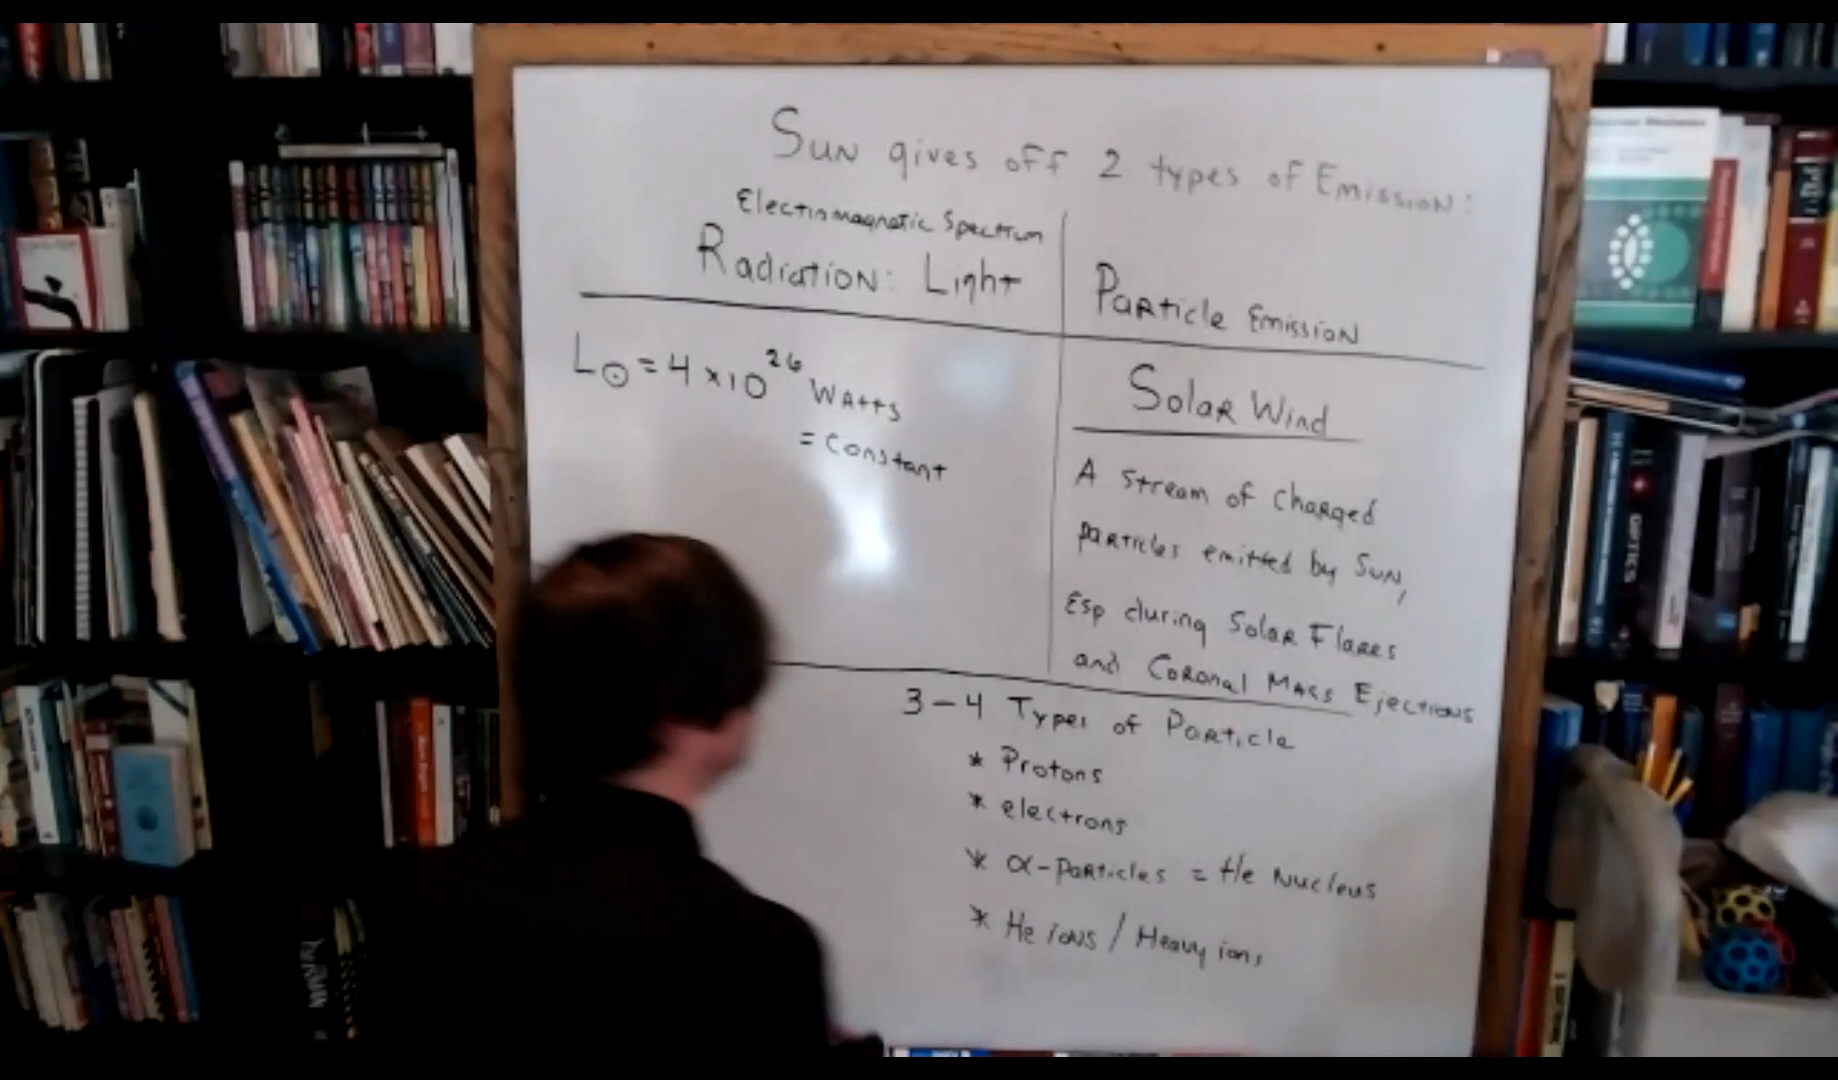 Sun gives off 2 types of Emission:
Electromagnetic Spectrum
Radiation: Light
Particle Emission
L☉ = 4 × 10²⁶ Watts
= Constant
Solar Wind
A stream of charged
particles emitted by Sun,
Esp during Solar Flares
and Coronal Mass Ejections
3-4 Types of Particle
* Protons
* electrons
* α-particles = He Nucleus
* He ions / Heavy ions
OPTICS